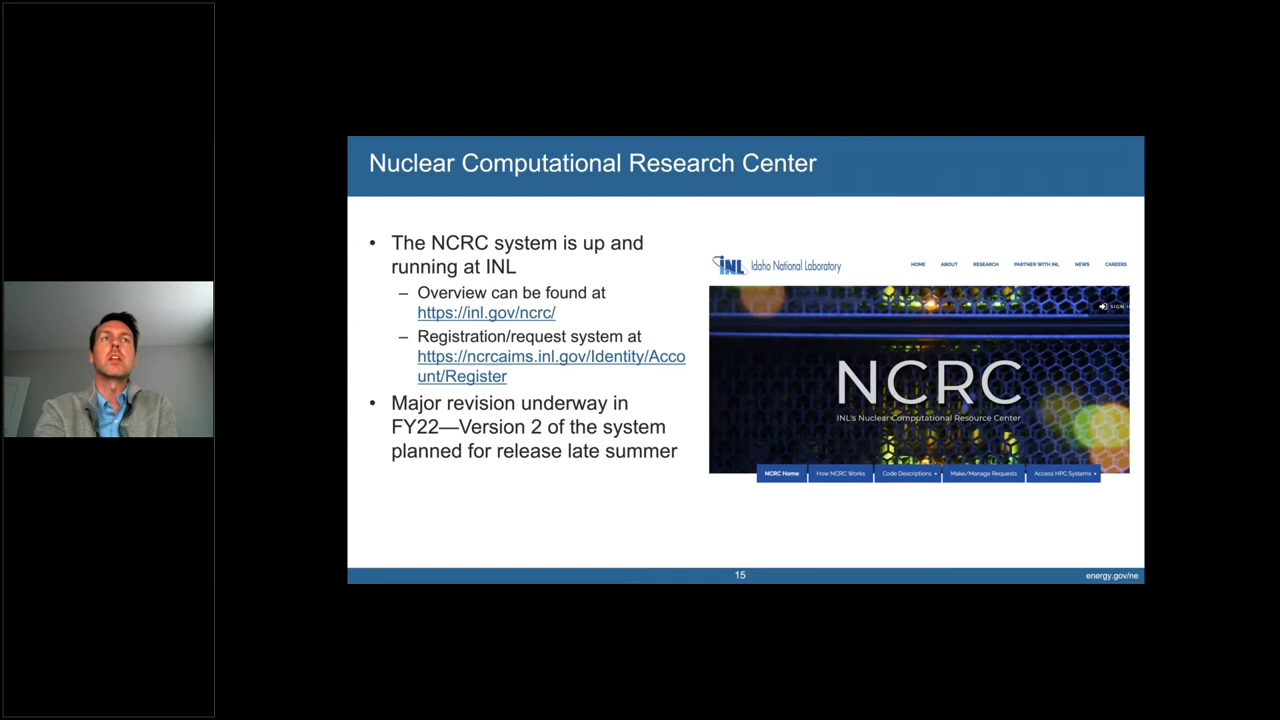 Nuclear Computational Research Center
• The NCRC system is up and
running at INL
– Overview can be found at
https://inl.gov/ncrc/
– Registration/request system at
https://ncrcaims.inl.gov/Identity/Acco
unt/Register
• Major revision underway in
FY22—Version 2 of the system
planned for release late summer
INL Idaho National Laboratory
HOME ABOUT RESEARCH PARTNER WITH INL NEWS CAREERS
SIGN I
NCRC
INL's Nuclear Computational Resource Center
NCRC Home How NCRC Works Code Descriptions Make/Manage Requests Access HPC Systems
15
energy.gov/ne